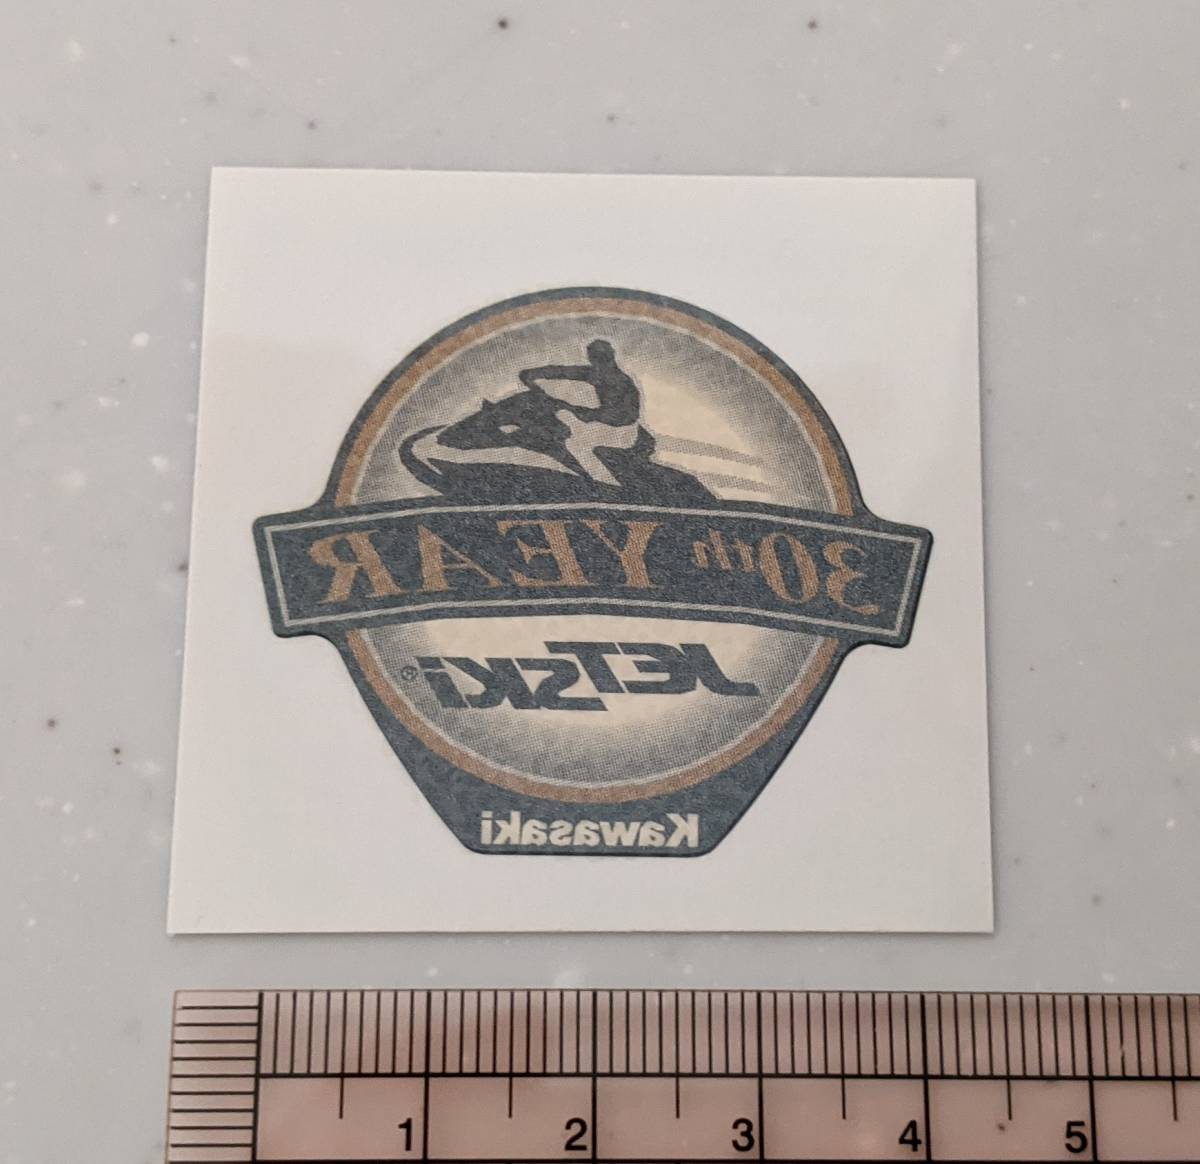 30th YEAR
JETSKI®
Kawasaki
1 2 3 4 5